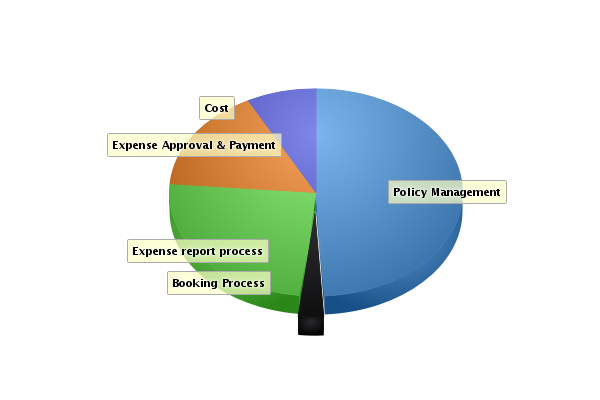 Cost
Expense Approval & Payment
Policy Management
Expense report process
Booking Process